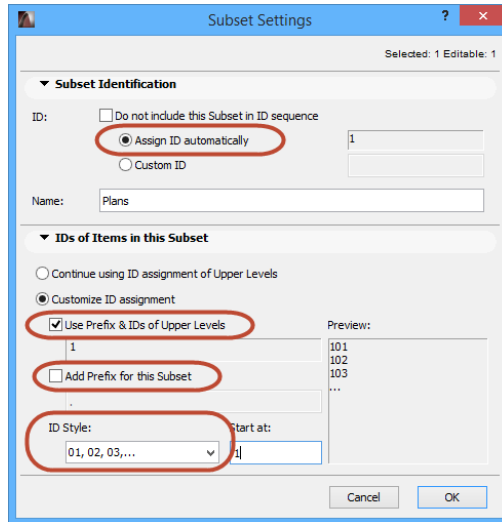 Subset Settings
?
Selected: 1 Editable: 1
Subset Identification
ID:
Do not include this Subset in ID sequence
Assign ID automatically
1
Custom ID
Name:
Plans
IDs of Items in this Subset
Continue using ID assignment of Upper Levels
Customize ID assignment
Use Prefix & IDs of Upper Levels
Preview:
1
101
102
103
...
Add Prefix for this Subset
.
ID Style:
Start at:
01, 02, 03,...
1
Cancel
OK